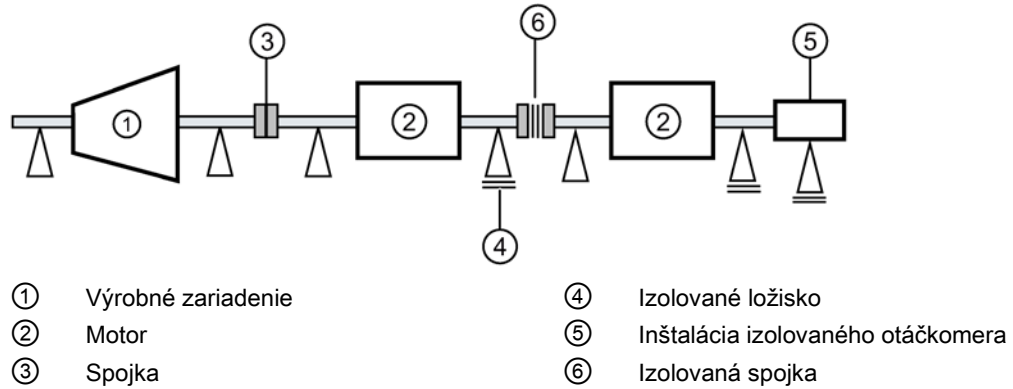 ③
⑥
⑤
①
②
②
④
① Výrobné zariadenie
② Motor
③ Spojka
④ Izolované ložisko
⑤ Inštalácia izolovaného otáčkomera
⑥ Izolovaná spojka